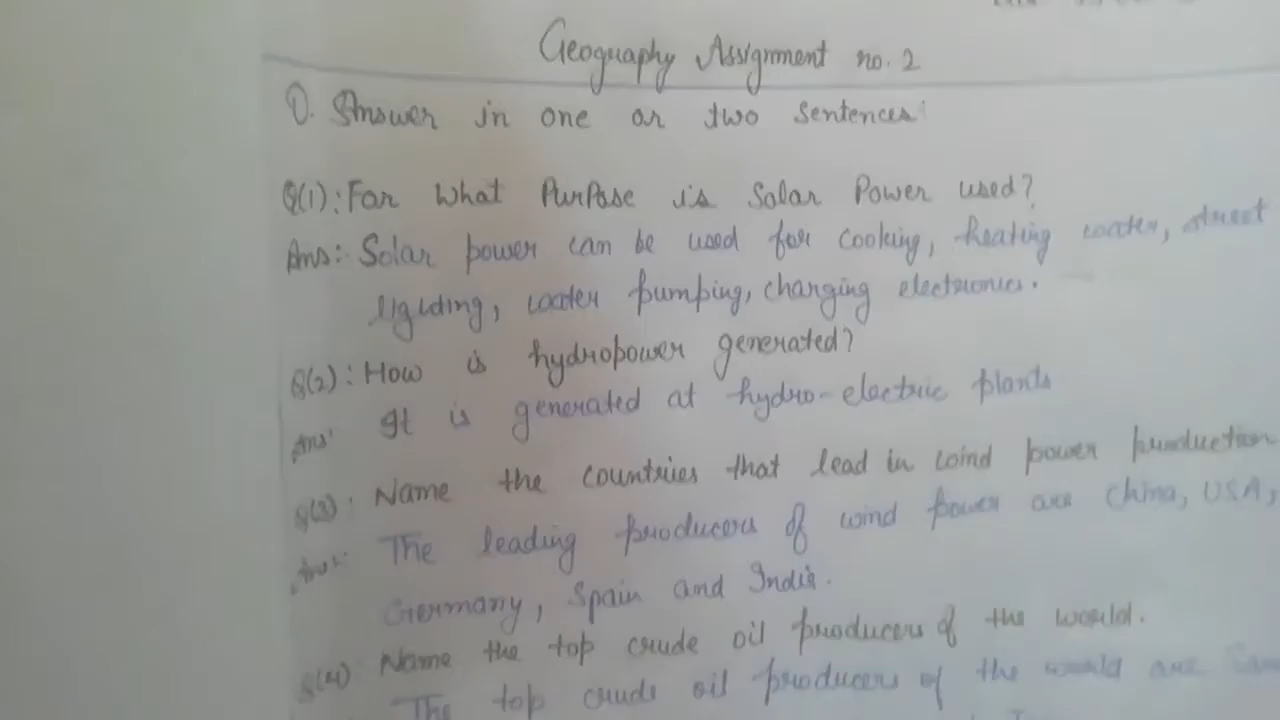 Geography Assignment no. 2
Q. Answer in one or two sentences:
Q(1): For what Purpose is Solar Power used?
Ans: Solar power can be used for cooking, heating water, street
lighting, water pumping, charging electronics.
Q(2): How is hydropower generated?
Ans: It is generated at hydro-electric plants
Q(3): Name the countries that lead in wind power production
Ans: The leading producers of wind power are China, USA,
Germany, Spain and India.
Q(4) Name the top crude oil producers of the world.
The top crude oil producers of the world are